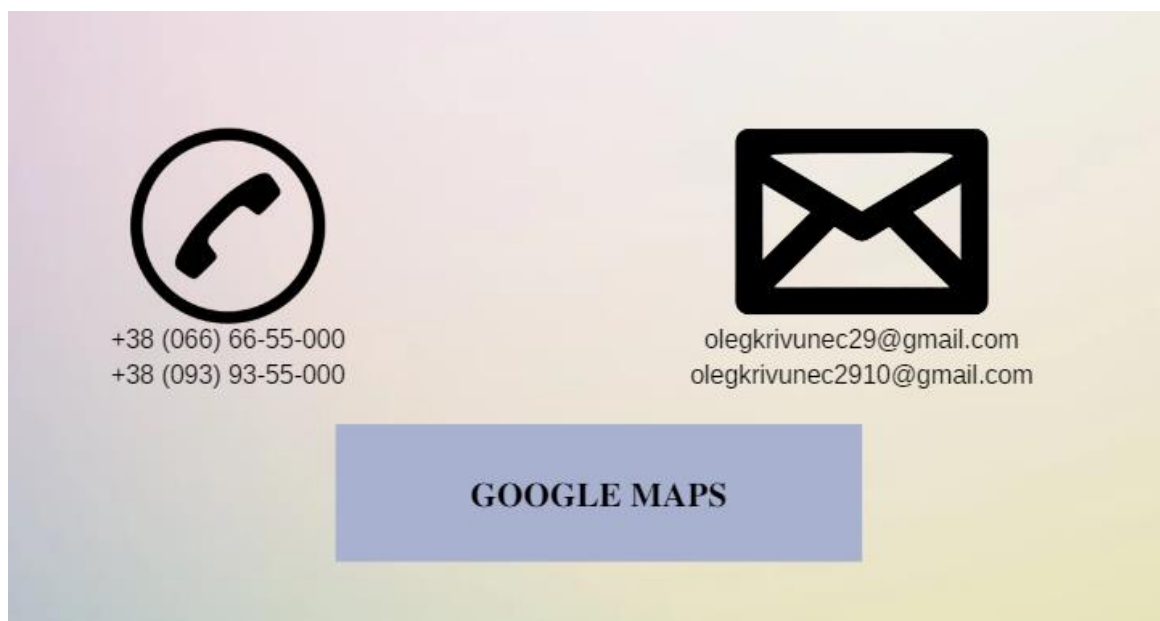 +38 (066) 66-55-000
+38 (093) 93-55-000
olegkrivunec29@gmail.com
olegkrivunec2910@gmail.com
GOOGLE MAPS